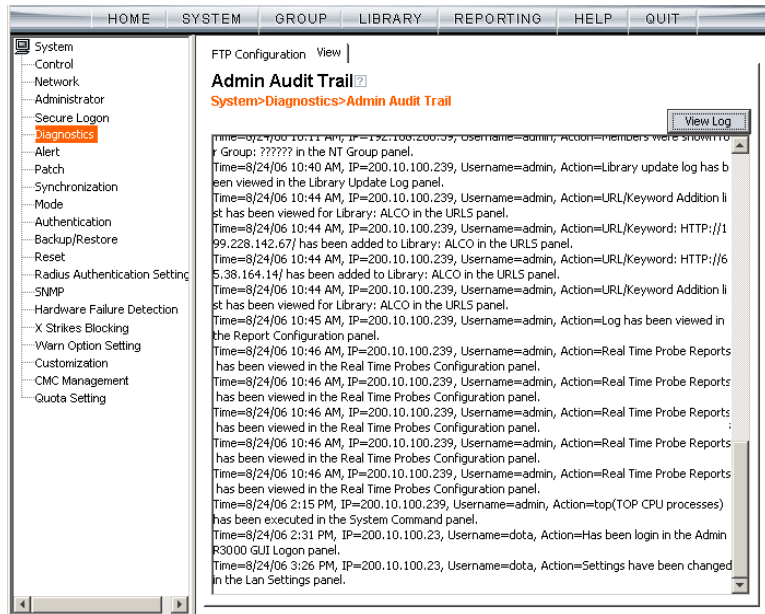 HOME SYSTEM GROUP LIBRARY REPORTING HELP QUIT
System
Control
Network
Administrator
Secure Logon
Diagnostics
Alert
Patch
Synchronization
Mode
Authentication
Backup/Restore
Reset
Radius Authentication Setting
SNMP
Hardware Failure Detection
X Strikes Blocking
Warn Option Setting
Customization
CMC Management
Quota Setting
FTP Configuration View
Admin Audit Trail
System>Diagnostics>Admin Audit Trail
View Log
Time=8/24/06 10:11 AM, IP=192.168.200.39, Username=admin, Action=Members were shown fo
r Group: ?????? in the NT Group panel.
Time=8/24/06 10:40 AM, IP=200.10.100.239, Username=admin, Action=Library update log has b
een viewed in the Library Update Log panel.
Time=8/24/06 10:44 AM, IP=200.10.100.239, Username=admin, Action=URL/Keyword Addition li
st has been viewed for Library: ALCO in the URLS panel.
Time=8/24/06 10:44 AM, IP=200.10.100.239, Username=admin, Action=URL/Keyword: HTTP://1
99.228.142.67/ has been added to Library: ALCO in the URLS panel.
Time=8/24/06 10:44 AM, IP=200.10.100.239, Username=admin, Action=URL/Keyword: HTTP://6
5.38.164.14/ has been added to Library: ALCO in the URLS panel.
Time=8/24/06 10:44 AM, IP=200.10.100.239, Username=admin, Action=URL/Keyword Addition li
st has been viewed for Library: ALCO in the URLS panel.
Time=8/24/06 10:45 AM, IP=200.10.100.239, Username=admin, Action=Log has been viewed in
the Report Configuration panel.
Time=8/24/06 10:46 AM, IP=200.10.100.239, Username=admin, Action=Real Time Probe Reports
has been viewed in the Real Time Probes Configuration panel.
Time=8/24/06 10:46 AM, IP=200.10.100.239, Username=admin, Action=Real Time Probe Reports
has been viewed in the Real Time Probes Configuration panel.
Time=8/24/06 10:46 AM, IP=200.10.100.239, Username=admin, Action=Real Time Probe Reports
has been viewed in the Real Time Probes Configuration panel.
Time=8/24/06 10:46 AM, IP=200.10.100.239, Username=admin, Action=Real Time Probe Reports
has been viewed in the Real Time Probes Configuration panel.
Time=8/24/06 10:46 AM, IP=200.10.100.239, Username=admin, Action=Real Time Probe Reports
has been viewed in the Real Time Probes Configuration panel.
Time=8/24/06 2:15 PM, IP=200.10.100.239, Username=admin, Action=top(TOP CPU processes)
has been executed in the System Command panel.
Time=8/24/06 2:31 PM, IP=200.10.100.23, Username=dota, Action=Has been login in the Admin
R3000 GUI Logon panel.
Time=8/24/06 3:26 PM, IP=200.10.100.23, Username=dota, Action=Settings have been changed
in the Lan Settings panel.